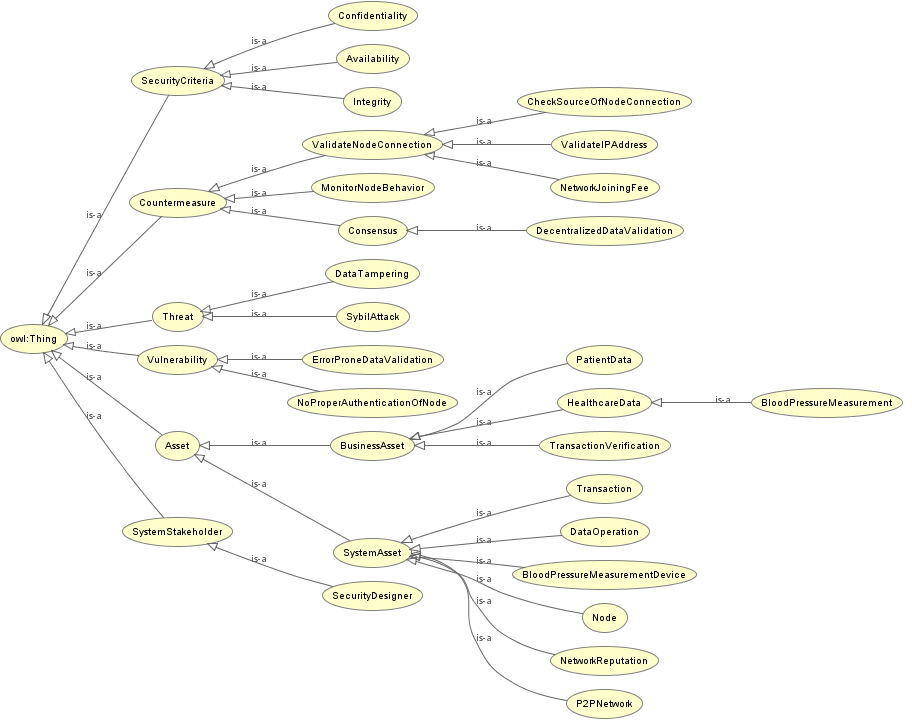 Confidentiality
is-a
Availability
SecurityCriteria
is-a
is-a
Integrity
CheckSourceOfNodeConnection
is-a
ValidateNodeConnection
is-a
ValidateIPAddress
is-a
is-a
MonitorNodeBehavior
NetworkJoiningFee
is-a
Countermeasure
is-a
is-a
Consensus
is-a
DecentralizedDataValidation
is-a
DataTampering
is-a
Threat
is-a
SybilAttack
is-a
owl:Thing
is-a
Vulnerability
is-a
ErrorProneDataValidation
PatientData
is-a
is-a
is-a
NoProperAuthenticationOfNode
HealthcareData
is-a
BloodPressureMeasurement
is-a
is-a
Asset
is-a
BusinessAsset
is-a
TransactionVerification
is-a
Transaction
is-a
SystemStakeholder
DataOperation
is-a
SystemAsset
is-a
is-a
BloodPressureMeasurementDevice
is-a
SecurityDesigner
is-a
Node
is-a
NetworkReputation
P2PNetwork